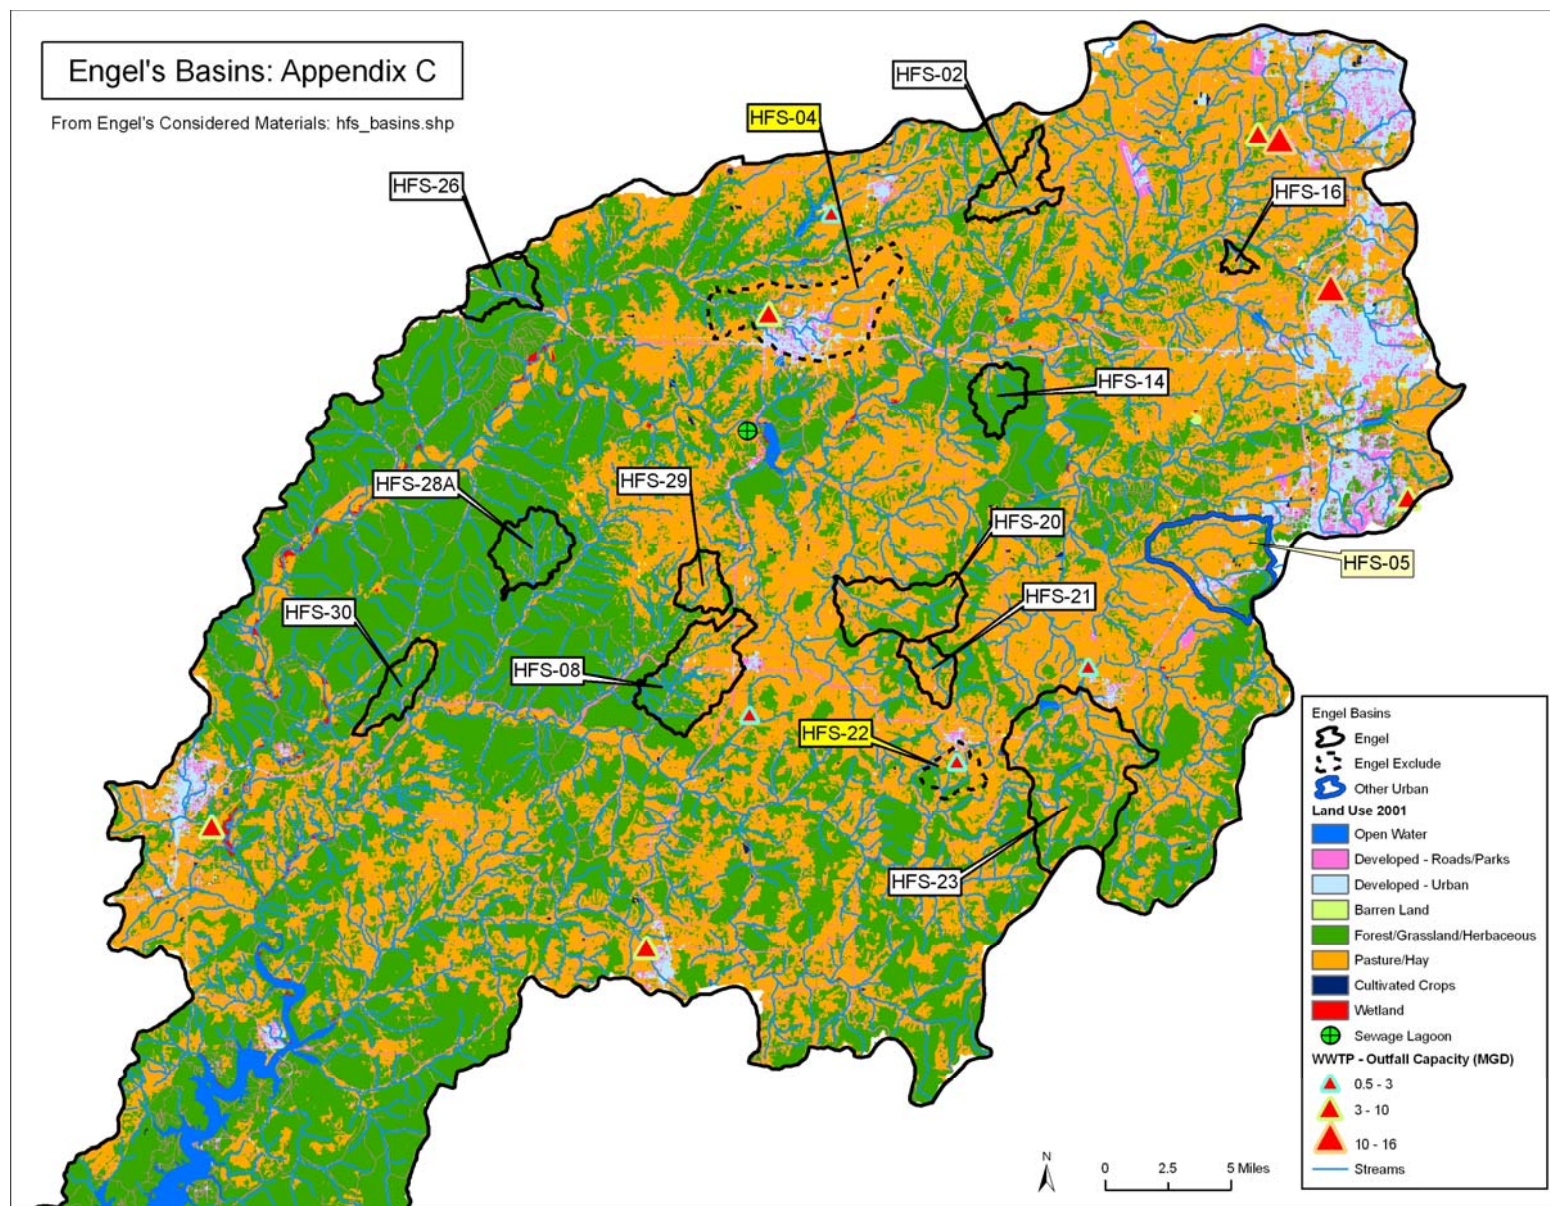 Engel's Basins: Appendix C
From Engel's Considered Materials: hfs_basins.shp
HFS-02
HFS-04
HFS-26
HFS-16
HFS-14
HFS-28A
HFS-29
HFS-20
HFS-05
HFS-21
HFS-30
HFS-08
HFS-22
HFS-23
Engel Basins
Engel
Engel Exclude
Other Urban
Land Use 2001
Open Water
Developed - Roads/Parks
Developed - Urban
Barren Land
Forest/Grassland/Herbaceous
Pasture/Hay
Cultivated Crops
Wetland
Sewage Lagoon
WWTP - Outfall Capacity (MGD)
0.5 - 3
3 - 10
10 - 16
Streams
N
0 2.5 5 Miles